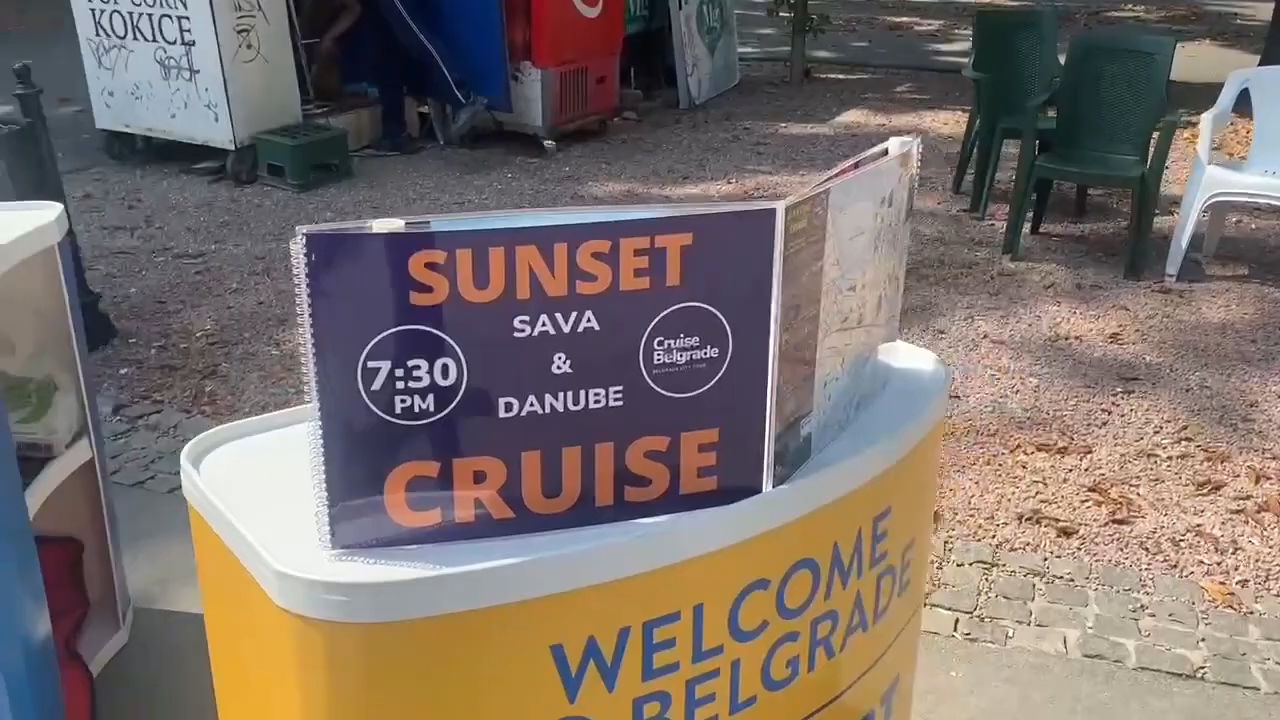 KOKICE
SUNSET
SAVA
&
DANUBE
7:30
PM
Cruise
Belgrade
CRUISE
WELCOME
BELGRADE